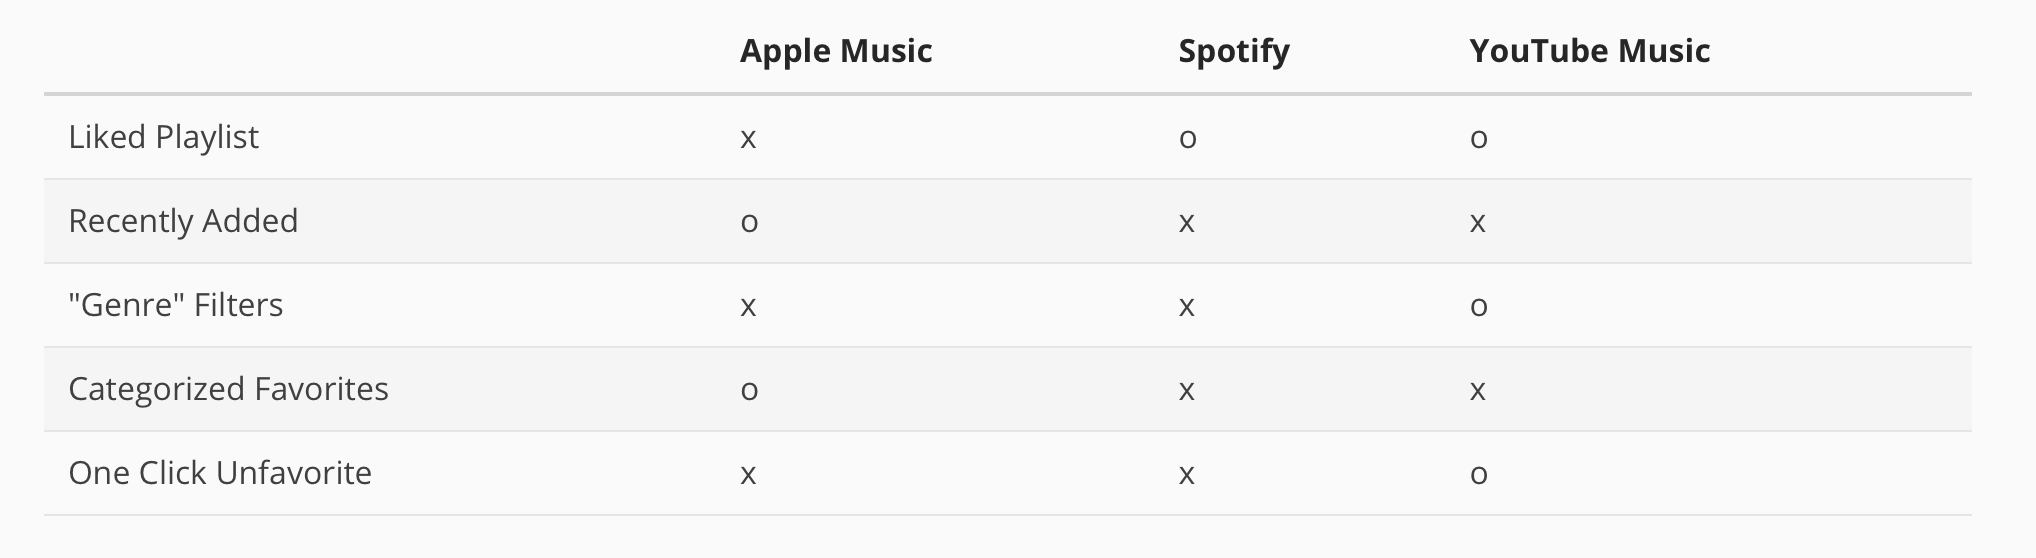 Apple Music Spotify YouTube Music
Liked Playlist x o o
Recently Added o x x
"Genre" Filters x x o
Categorized Favorites o x x
One Click Unfavorite x x o